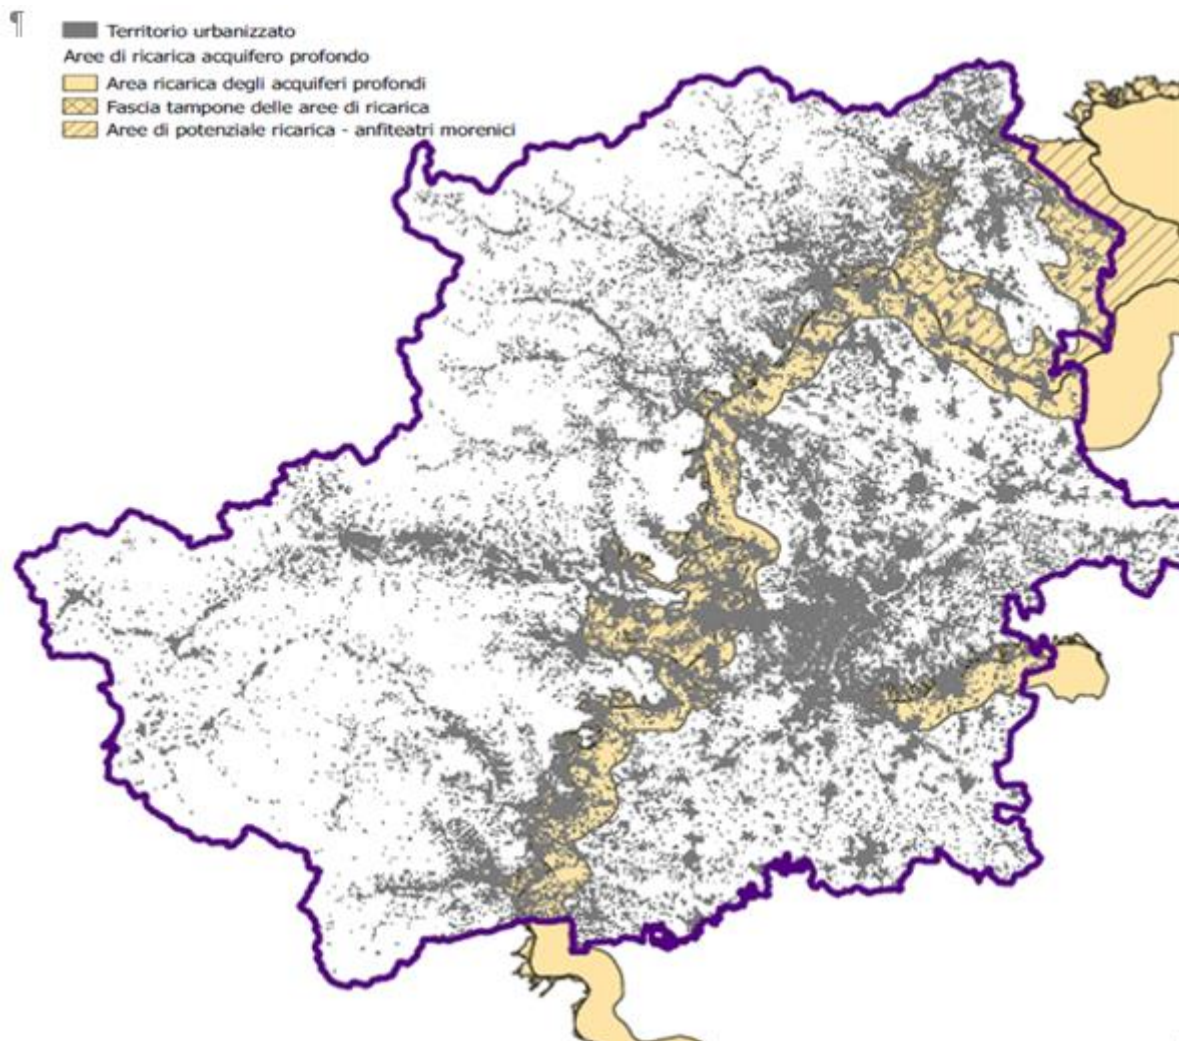 ¶
Territorio urbanizzato
Aree di ricarica acquifero profondo
Area ricarica degli acquiferi profondi
Fascia tampone delle aree di ricarica
Aree di potenziale ricarica - anfiteatri morenici